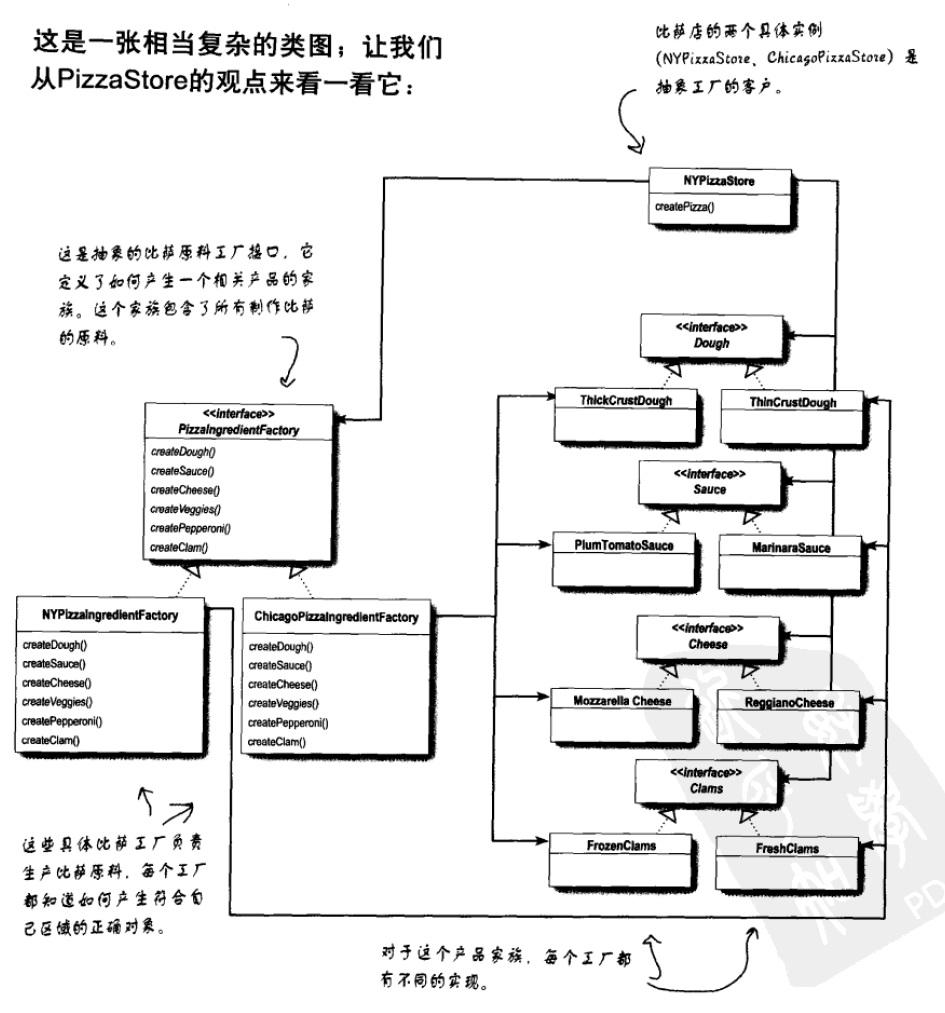 这是一张相当复杂的类图；让我们
从PizzaStore的观点来看一看它：
比萨店的两个具体实例
(NYPizzaStore、ChicagoPizzaStore) 是
抽象工厂的客户。
NYPizzaStore
createPizza()
这是抽象的比萨原料工厂接口，它
定义了如何产生一个相关产品的家
族。这个家族包含了所有制作比萨
的原料。
<<interface>>
Dough
ThickCrustDough
ThinCrustDough
<<interface>>
PizzaIngredientFactory
createDough()
createSauce()
createCheese()
createVeggies()
createPepperoni()
createClam()
<<interface>>
Sauce
PlumTomatoSauce
MarinaraSauce
NYPizzaIngredientFactory
createDough()
createSauce()
createCheese()
createVeggies()
createPepperoni()
createClam()
ChicagoPizzaIngredientFactory
createDough()
createSauce()
createCheese()
createVeggies()
createPepperoni()
createClam()
<<interface>>
Cheese
Mozzarella Cheese
ReggianoCheese
<<interface>>
Clams
FrozenClams
FreshClams
这些具体比萨工厂负责
生产比萨原料，每个工厂
都知道如何产生符合自
己区域的正确对象。
对于这个产品家族，每个工厂都
有不同的实现。
PD